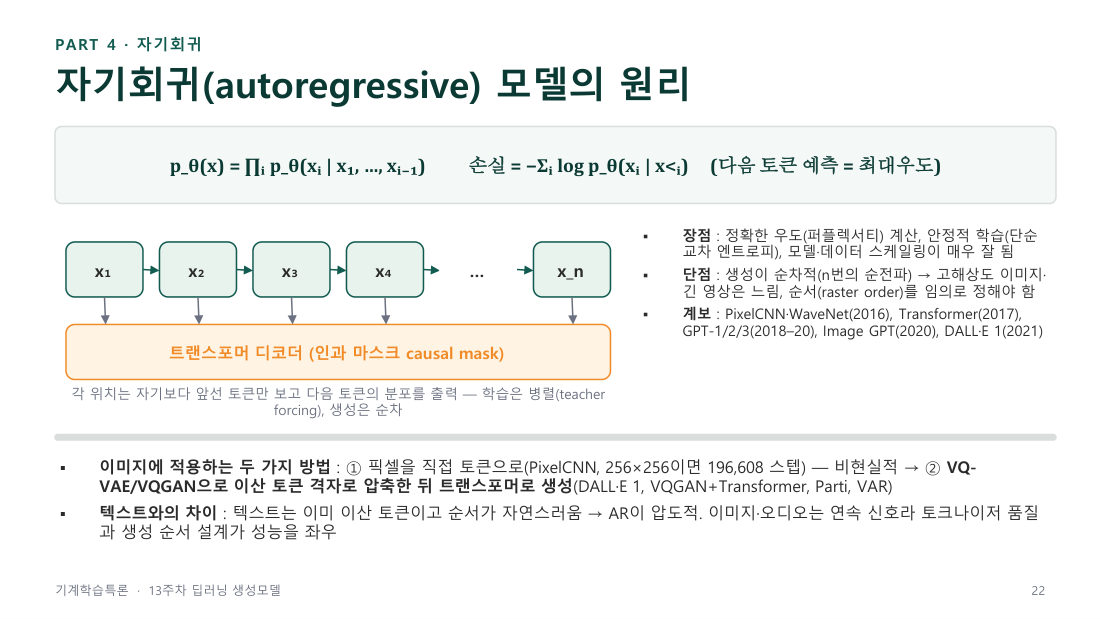 PART 4 · 자기회귀
자기회귀(autoregressive) 모델의 원리
p_θ(x) = ∏ᵢ p_θ(xᵢ | x₁, …, xᵢ₋₁)  손실 = −Σᵢ log p_θ(xᵢ | x<ᵢ)  (다음 토큰 예측 = 최대우도)
x₁ x₂ x₃ x₄ … x_n
트랜스포머 디코더 (인과 마스크 causal mask)
각 위치는 자기보다 앞선 토큰만 보고 다음 토큰의 분포를 출력 — 학습은 병렬(teacher
forcing), 생성은 순차
▪ 장점 : 정확한 우도(퍼플렉서티) 계산, 안정적 학습(단순
교차 엔트로피), 모델·데이터 스케일링이 매우 잘 됨
▪ 단점 : 생성이 순차적(n번의 순전파) → 고해상도 이미지·
긴 영상은 느림, 순서(raster order)를 임의로 정해야 함
▪ 계보 : PixelCNN·WaveNet(2016), Transformer(2017),
GPT-1/2/3(2018–20), Image GPT(2020), DALL·E 1(2021)
▪ 이미지에 적용하는 두 가지 방법 : ① 픽셀을 직접 토큰으로(PixelCNN, 256×256이면 196,608 스텝) — 비현실적 → ② VQ-
VAE/VQGAN으로 이산 토큰 격자로 압축한 뒤 트랜스포머로 생성(DALL·E 1, VQGAN+Transformer, Parti, VAR)
▪ 텍스트와의 차이 : 텍스트는 이미 이산 토큰이고 순서가 자연스러움 → AR이 압도적. 이미지·오디오는 연속 신호라 토크나이저 품질
과 생성 순서 설계가 성능을 좌우
기계학습특론 · 13주차 딥러닝 생성모델
22